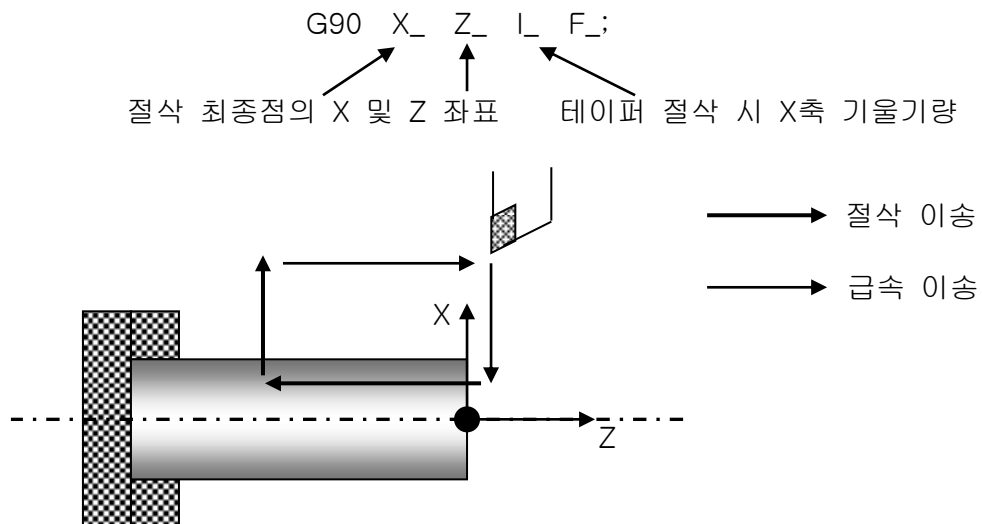 G90 X_ Z_ I_ F_;
절삭 최종점의 X 및 Z 좌표
테이퍼 절삭 시 X축 기울기량
절삭 이송
급속 이송
X
Z